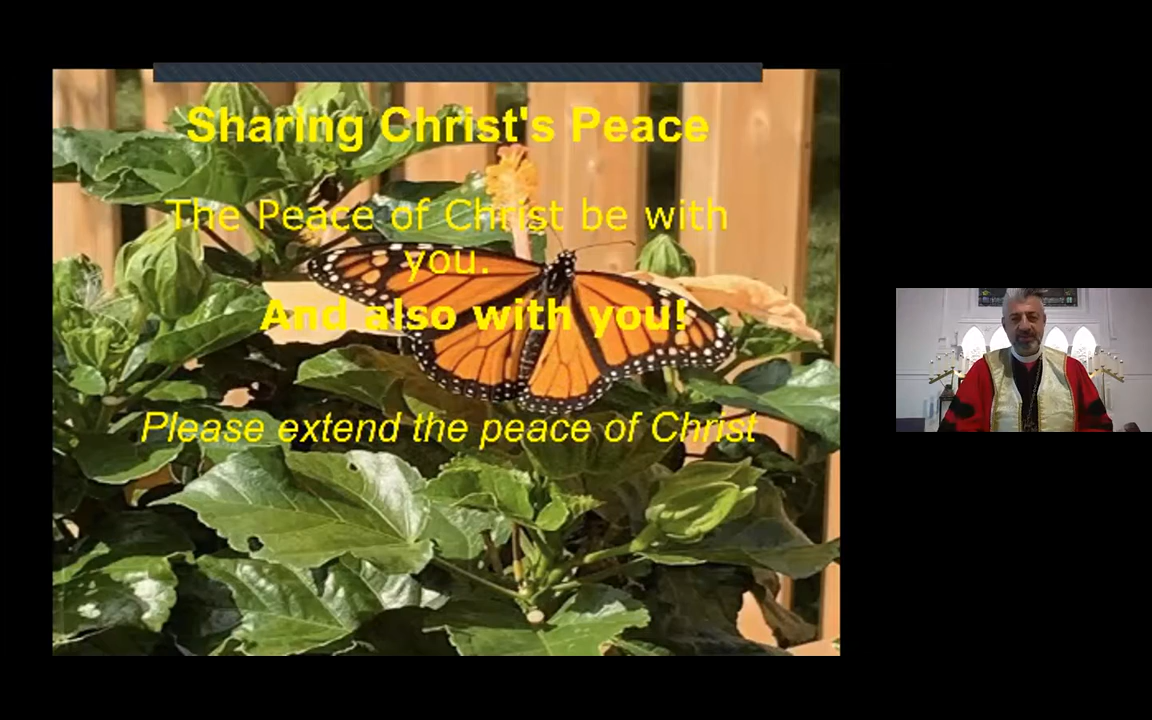 Sharing Christ's Peace
The Peace of Christ be with
you.
And also with you!
Please extend the peace of Christ